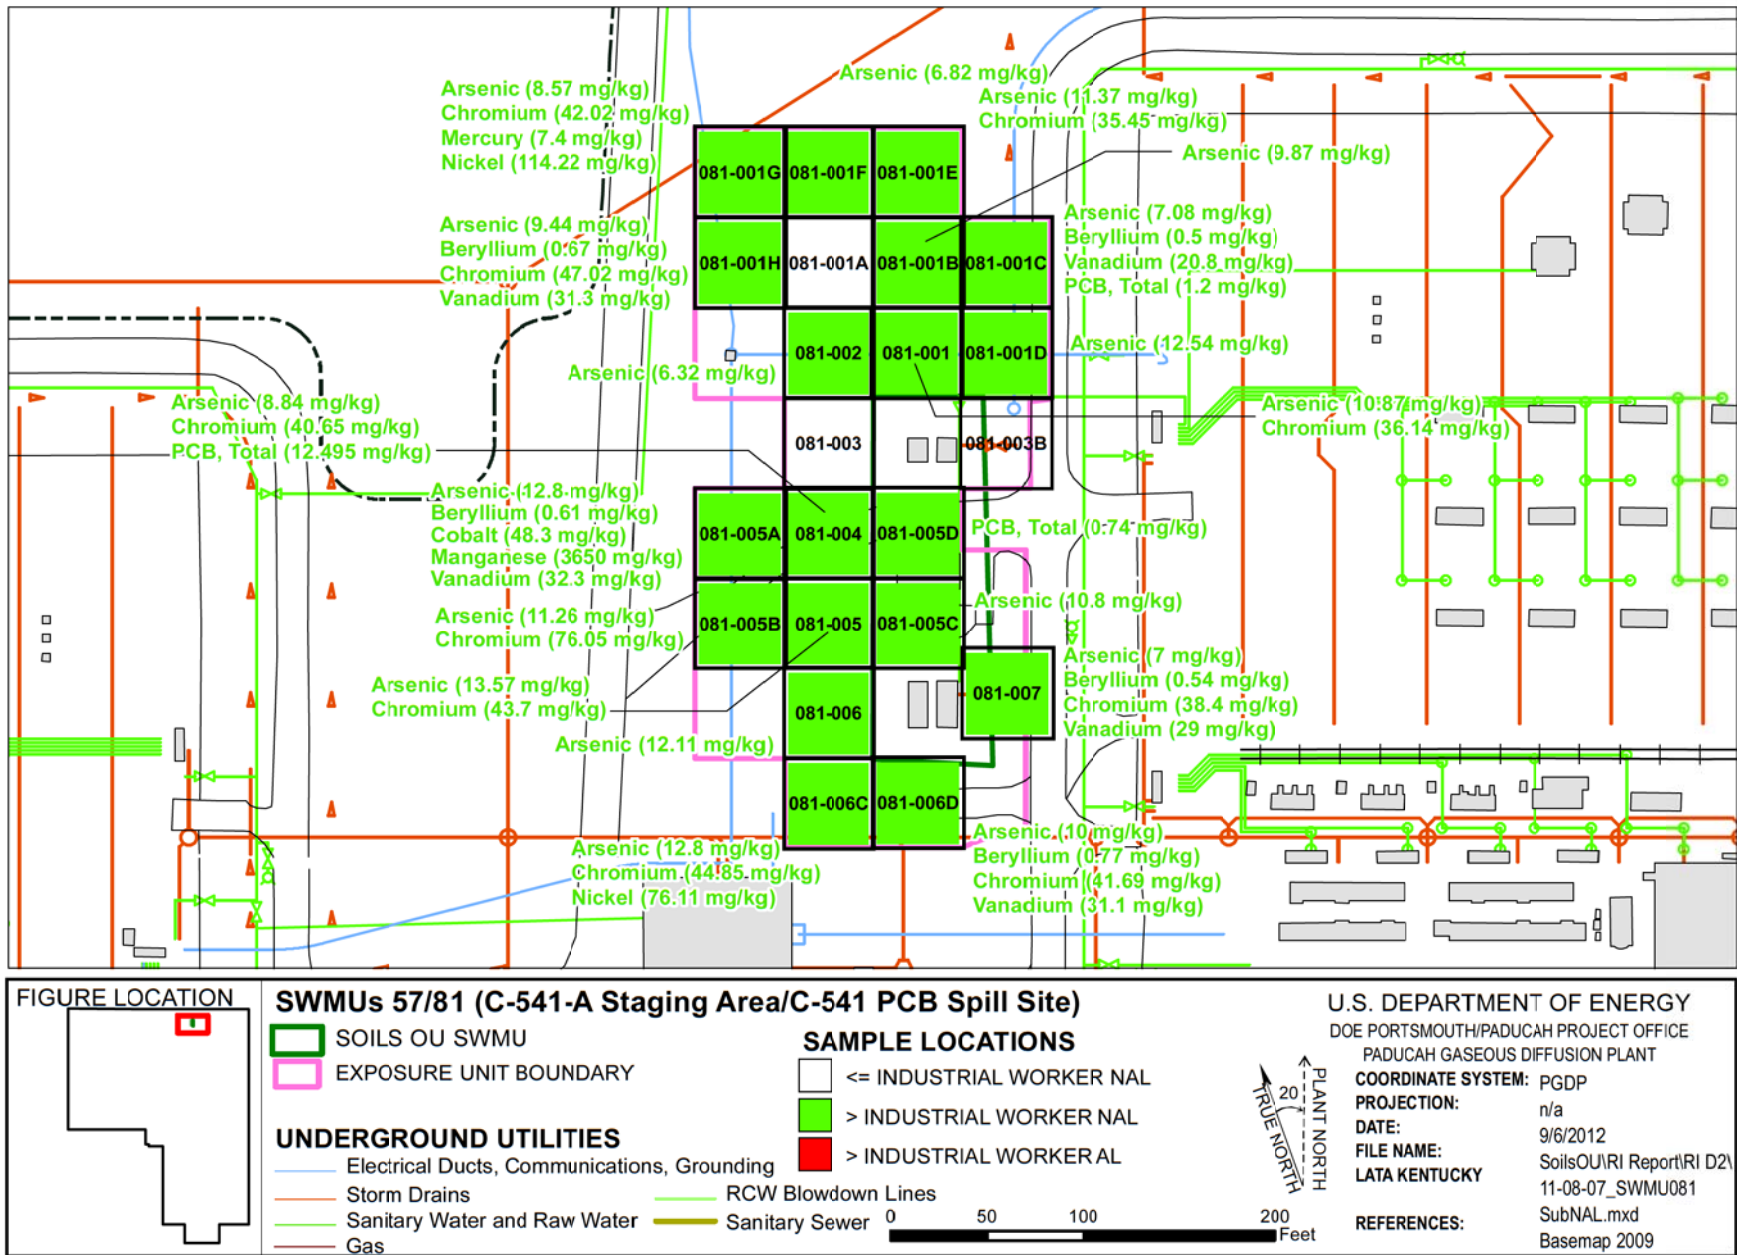 Arsenic (6.82 mg/kg)
Arsenic (8.57 mg/kg)
Chromium (42.02 mg/kg)
Mercury (7.4 mg/kg)
Nickel (114.22 mg/kg)
Arsenic (11.37 mg/kg)
Chromium (35.45 mg/kg)
Arsenic (9.87 mg/kg)
081-001G 081-001F 081-001E
Arsenic (9.44 mg/kg)
Beryllium (0.67 mg/kg)
Chromium (47.02 mg/kg)
Vanadium (31.3 mg/kg)
081-001H 081-001A 081-001B 081-001C
Arsenic (7.08 mg/kg)
Beryllium (0.5 mg/kg)
Vanadium (20.8 mg/kg)
PCB, Total (1.2 mg/kg)
Arsenic (6.32 mg/kg)
081-002 081-001 081-001D
Arsenic (12.54 mg/kg)
Arsenic (8.84 mg/kg)
Chromium (40.65 mg/kg)
PCB, Total (12.495 mg/kg)
081-003 081-003B
Arsenic (10.87 mg/kg)
Chromium (36.14 mg/kg)
Arsenic (12.8 mg/kg)
Beryllium (0.61 mg/kg)
Cobalt (48.3 mg/kg)
Manganese (3650 mg/kg)
Vanadium (32.3 mg/kg)
081-005A 081-004 081-005D
PCB, Total (0.74 mg/kg)
Arsenic (11.26 mg/kg)
Chromium (76.05 mg/kg)
081-005B 081-005 081-005C
Arsenic (10.8 mg/kg)
Arsenic (13.57 mg/kg)
Chromium (43.7 mg/kg)
081-007
Arsenic (7 mg/kg)
Beryllium (0.54 mg/kg)
Chromium (38.4 mg/kg)
Vanadium (29 mg/kg)
Arsenic (12.11 mg/kg)
081-006
081-006C 081-006D
Arsenic (12.8 mg/kg)
Chromium (44.85 mg/kg)
Nickel (76.11 mg/kg)
Arsenic (10 mg/kg)
Beryllium (0.77 mg/kg)
Chromium (41.69 mg/kg)
Vanadium (31.1 mg/kg)
FIGURE LOCATION
SWMUs 57/81 (C-541-A Staging Area/C-541 PCB Spill Site)
SOILS OU SWMU
EXPOSURE UNIT BOUNDARY
SAMPLE LOCATIONS
<= INDUSTRIAL WORKER NAL
> INDUSTRIAL WORKER NAL
> INDUSTRIAL WORKER AL
UNDERGROUND UTILITIES
Electrical Ducts, Communications, Grounding
Storm Drains
Sanitary Water and Raw Water
Gas
RCW Blowdown Lines
Sanitary Sewer
0 50 100 200
Feet
TRUE NORTH
20
PLANT NORTH
U.S. DEPARTMENT OF ENERGY
DOE PORTSMOUTH/PADUCAH PROJECT OFFICE
PADUCAH GASEOUS DIFFUSION PLANT
COORDINATE SYSTEM: PGDP
PROJECTION: n/a
DATE: 9/6/2012
FILE NAME: SoilsOU\RI Report\RI D2\
LATA KENTUCKY 11-08-07_SWMU081
SubNAL.mxd
REFERENCES: Basemap 2009